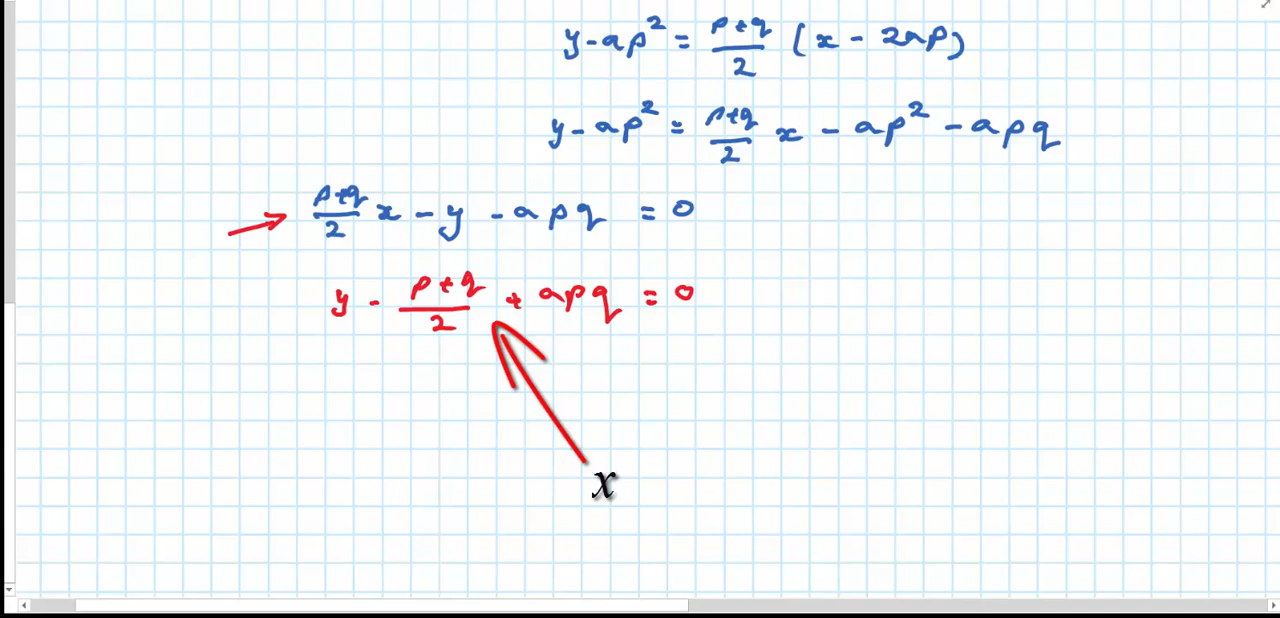 y - ap² = (p+q)/2 (x - 2ap)
y - ap² = (p+q)/2 x - ap² - apq
(p+q)/2 x - y - apq = 0
y - (p+q)/2 + apq = 0
x